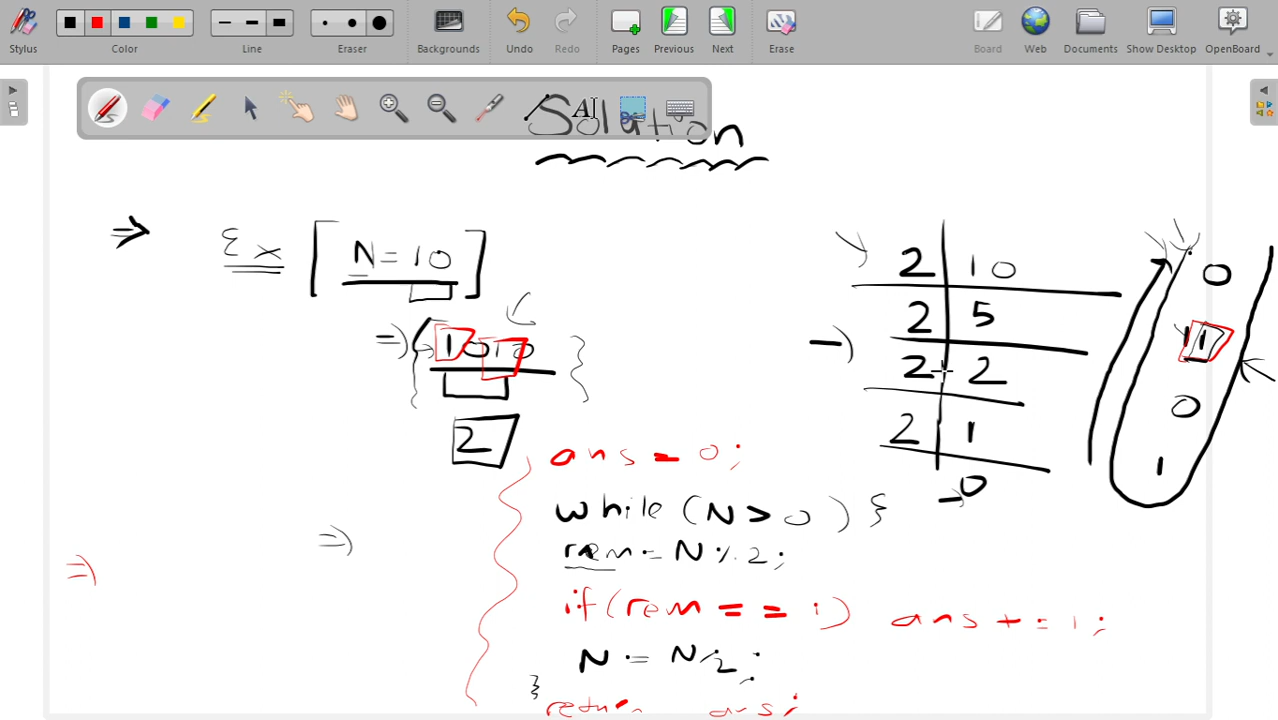 Stylus Color Line Eraser Backgrounds Undo Redo Pages Previous Next Erase Board Web Documents Show Desktop OpenBoard
Solution
⇒ Ex [ N = 10 ]
=) { 1010 }
2
2 | 10 0
2 | 5 1
2 | 2 0
2 | 1 1
0
ans = 0;
while (N > 0) {
rem = N % 2;
if (rem == 1) ans += 1;
N = N/2;
}
return ans;